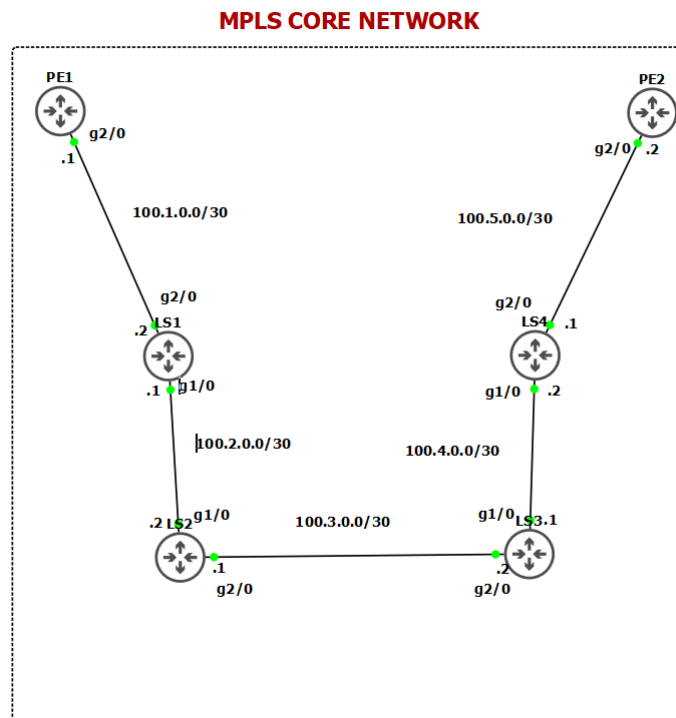 MPLS CORE NETWORK
PE1
PE2
g2/0
.1
g2/0
.2
100.1.0.0/30
100.5.0.0/30
g2/0
.2
LS1
g2/0
LS4
.1
.1
g1/0
g1/0
.2
100.2.0.0/30
100.4.0.0/30
.2
LS2
g1/0
100.3.0.0/30
g1/0
LS3
.1
.1
g2/0
.2
g2/0